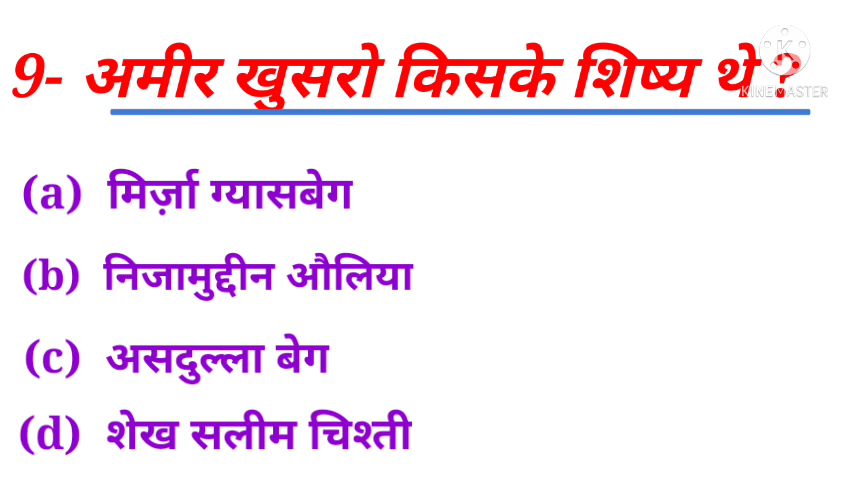 9- अमीर खुसरो किसके शिष्य थे ?
KINEMASTER
(a) मिर्ज़ा ग्यासबेग
(b) निजामुद्दीन औलिया
(c) असदुल्ला बेग
(d) शेख सलीम चिश्ती